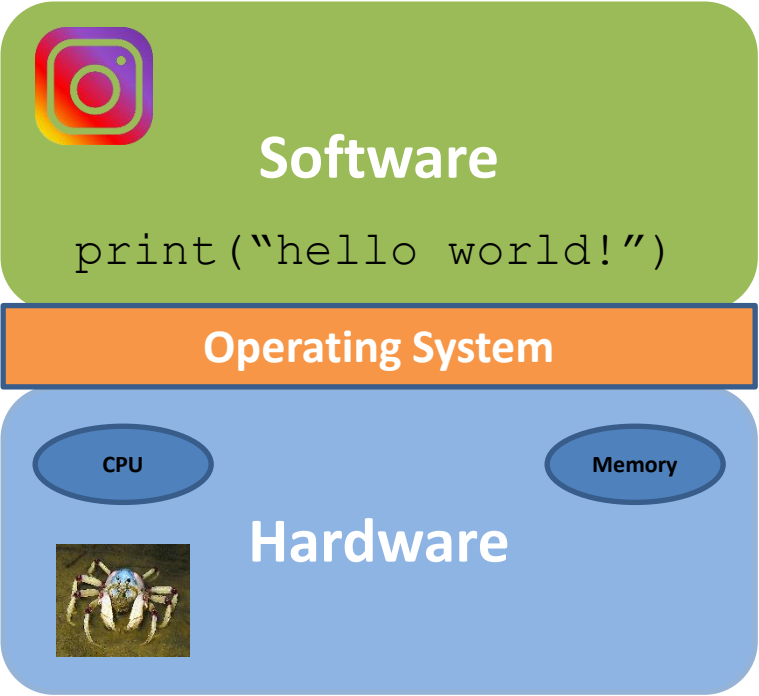 Software
print(“hello world!”)
Operating System
CPU
Memory
Hardware